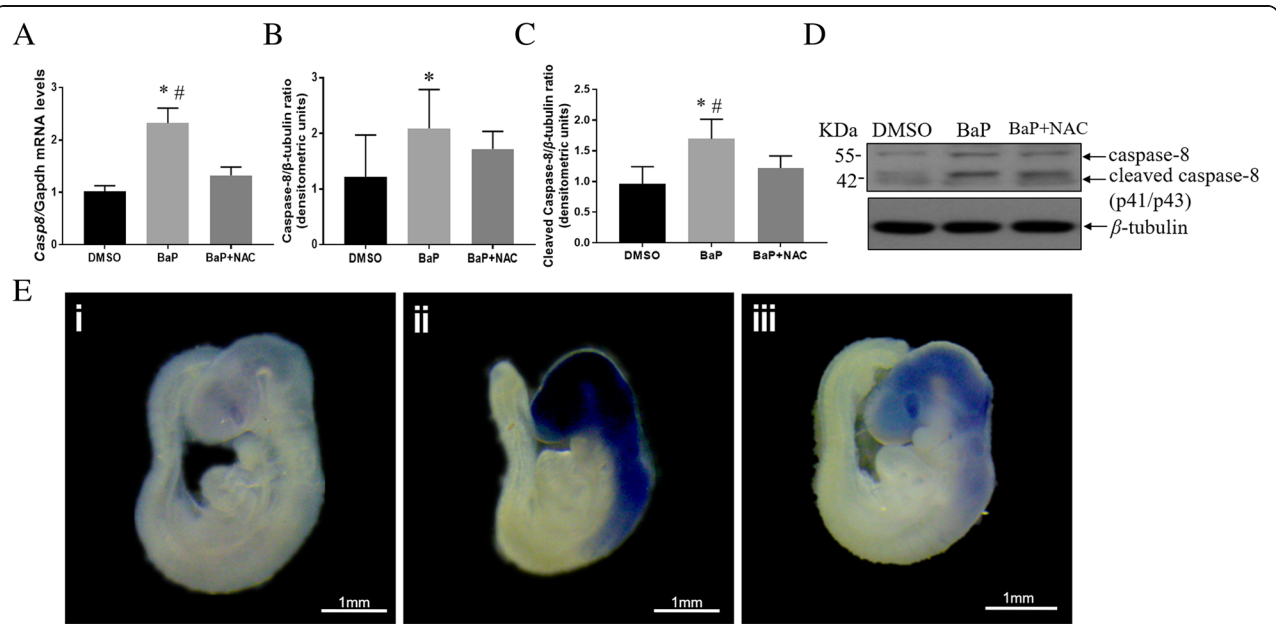 A
Casp8/Gapdh mRNA levels
3
2
1
0
* #
DMSO BaP BaP+NAC
B
Caspase-8/β-tubulin ratio
(densitometric units)
3
2
1
0
*
DMSO BaP BaP+NAC
C
Cleaved Caspase-8/β-tubulin ratio
(densitometric units)
2.5
2.0
1.5
1.0
0.5
0.0
* #
DMSO BaP BaP+NAC
D
KDa DMSO BaP BaP+NAC
55- caspase-8
42- cleaved caspase-8
(p41/p43)
β-tubulin
E
i
1mm
ii
1mm
iii
1mm